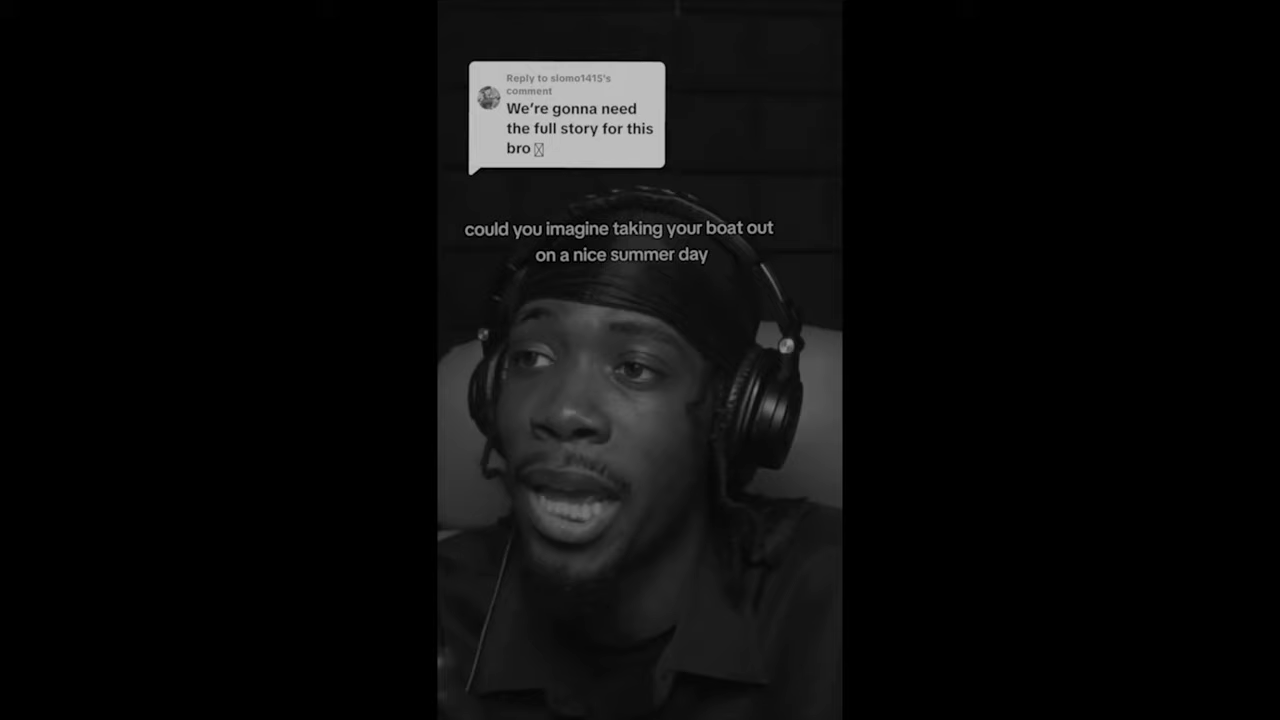 Reply to slomo1415's
comment
We're gonna need
the full story for this
bro
could you imagine taking your boat out
on a nice summer day